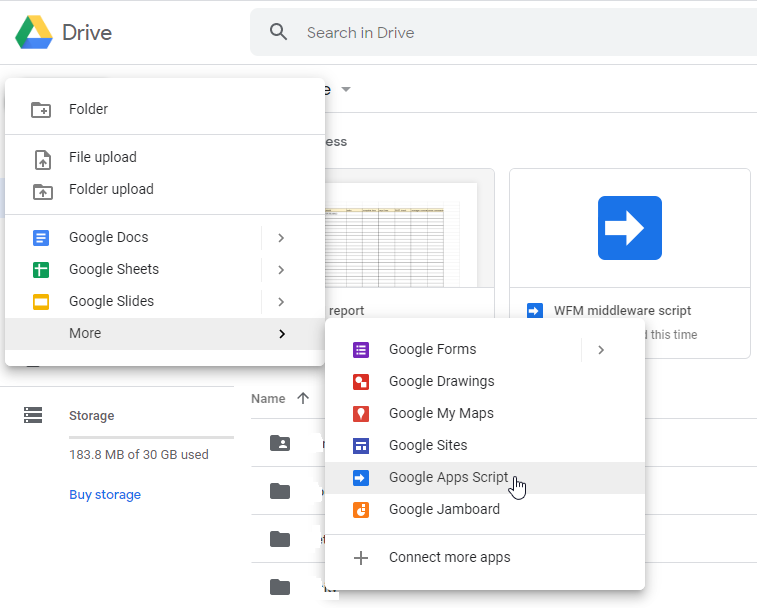 Drive
Search in Drive
Folder
File upload
Folder upload
Google Docs
Google Sheets
Google Slides
More
ess
report
WFM middleware script
this time
Google Forms
Google Drawings
Google My Maps
Google Sites
Google Apps Script
Google Jamboard
Connect more apps
Name
Storage
183.8 MB of 30 GB used
Buy storage